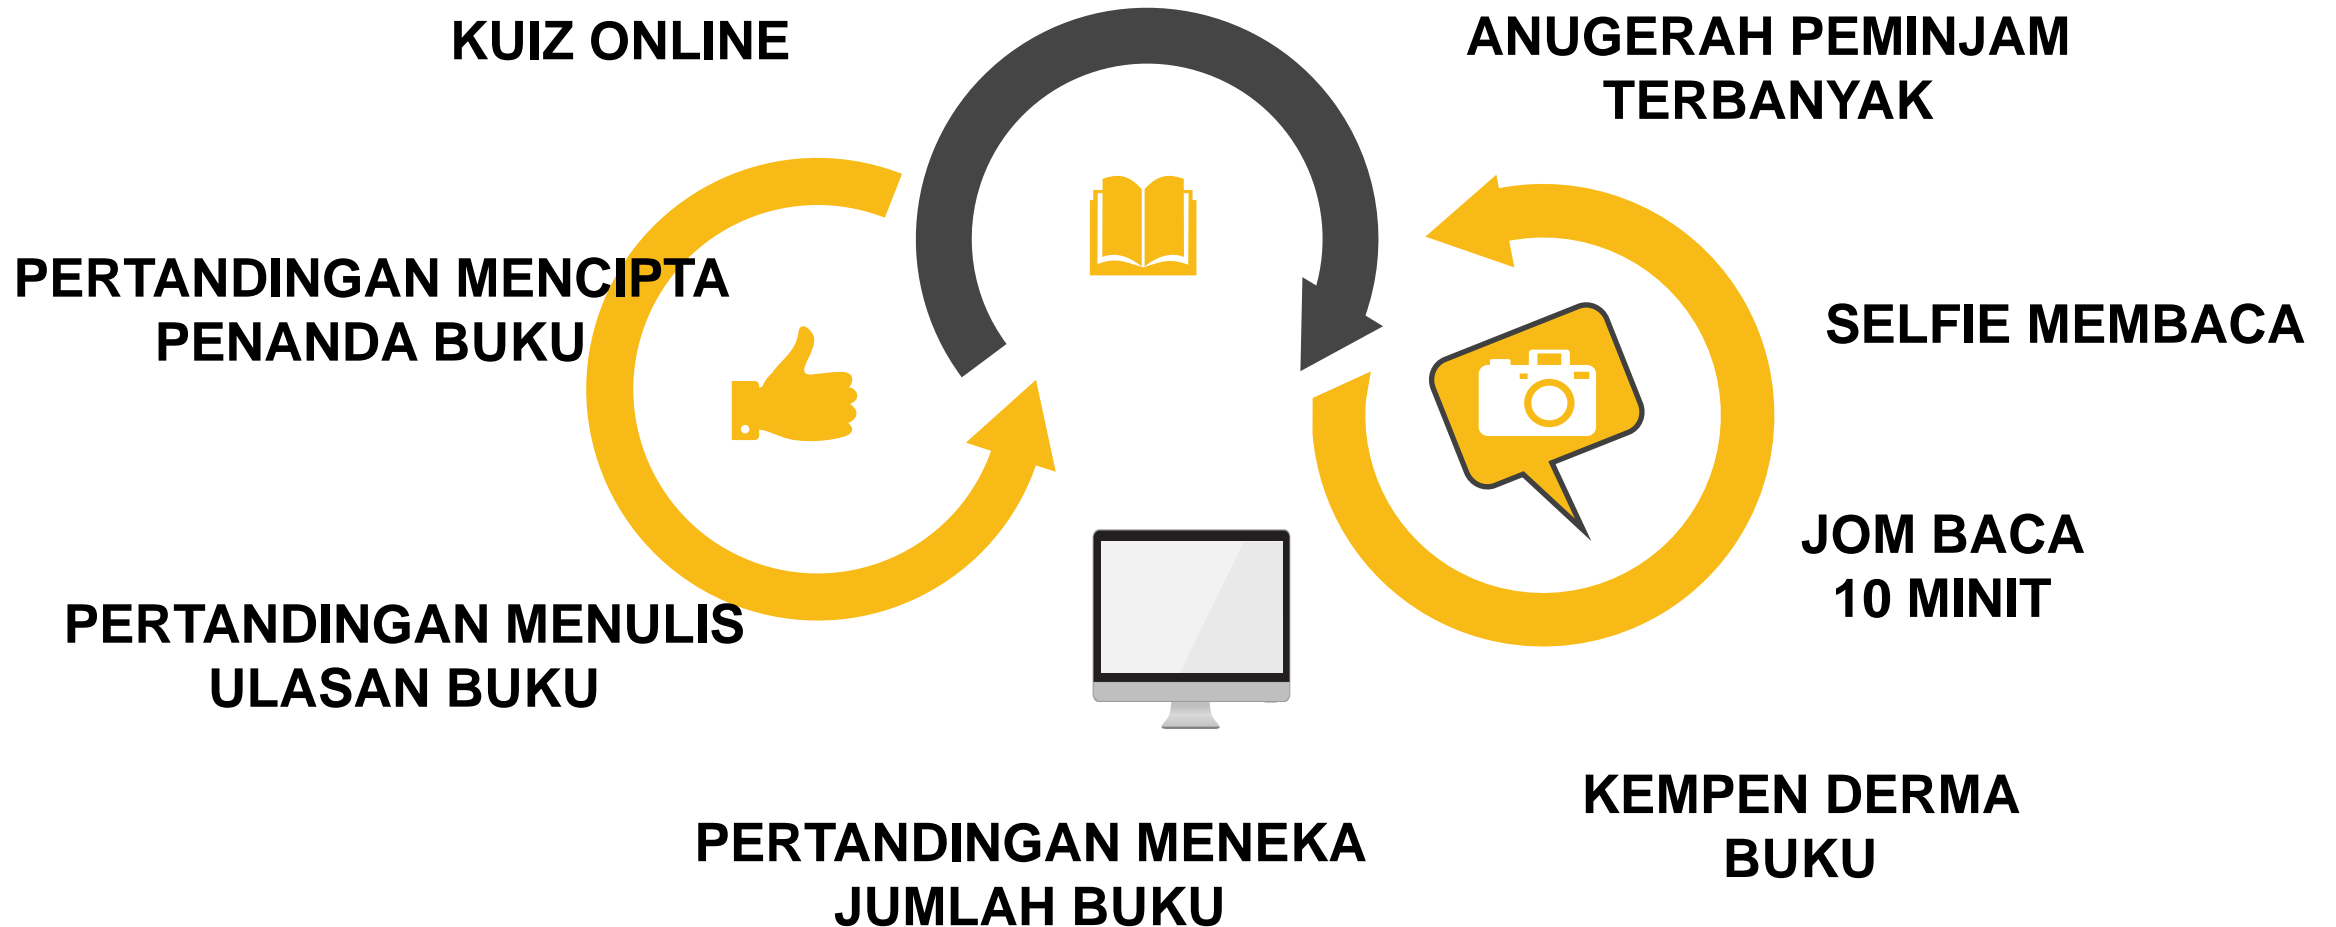 KUIZ ONLINE
ANUGERAH PEMINJAM
TERBANYAK
PERTANDINGAN MENCIPTA
PENANDA BUKU
SELFIE MEMBACA
JOM BACA
10 MINIT
PERTANDINGAN MENULIS
ULASAN BUKU
KEMPEN DERMA
BUKU
PERTANDINGAN MENEKA
JUMLAH BUKU